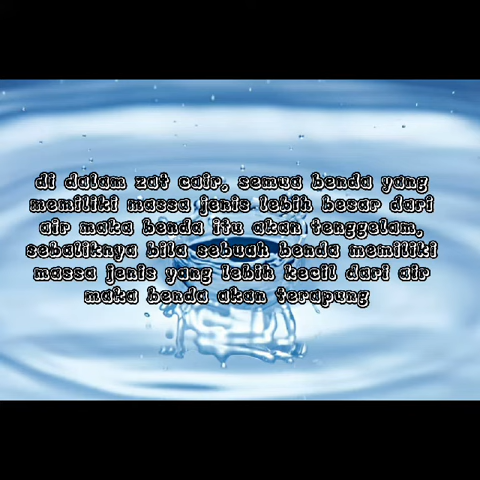 di dalam zat cair, semua benda yang
memiliki massa jenis lebih besar dari
air maka benda itu akan tenggelam,
sebaliknya bila sebuah benda memiliki
massa jenis yang lebih kecil dari air
maka benda akan terapung